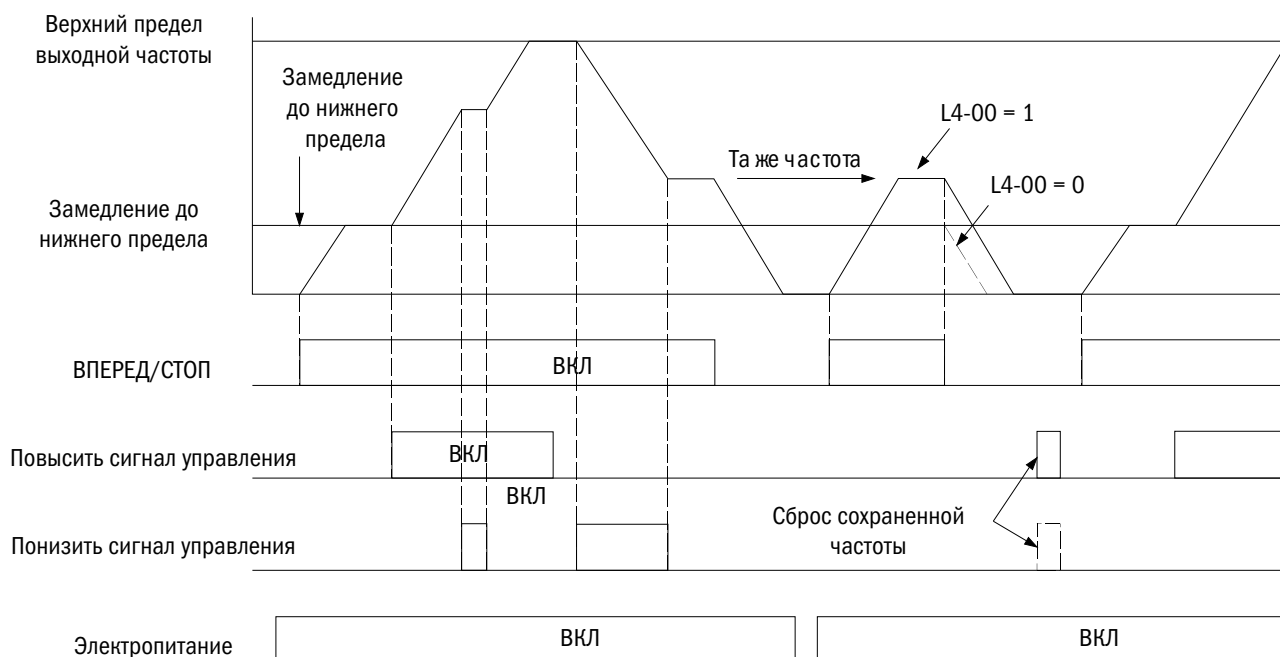 Верхний предел
выходной частоты
Замедление
до нижнего
предела
L4-00 = 1
Та же частота
L4-00 = 0
Замедление до
нижнего предела
ВПЕРЕД/СТОП
ВКЛ
Повысить сигнал управления
ВКЛ
ВКЛ
Сброс сохраненной
частоты
Понизить сигнал управления
Электропитание
ВКЛ
ВКЛ